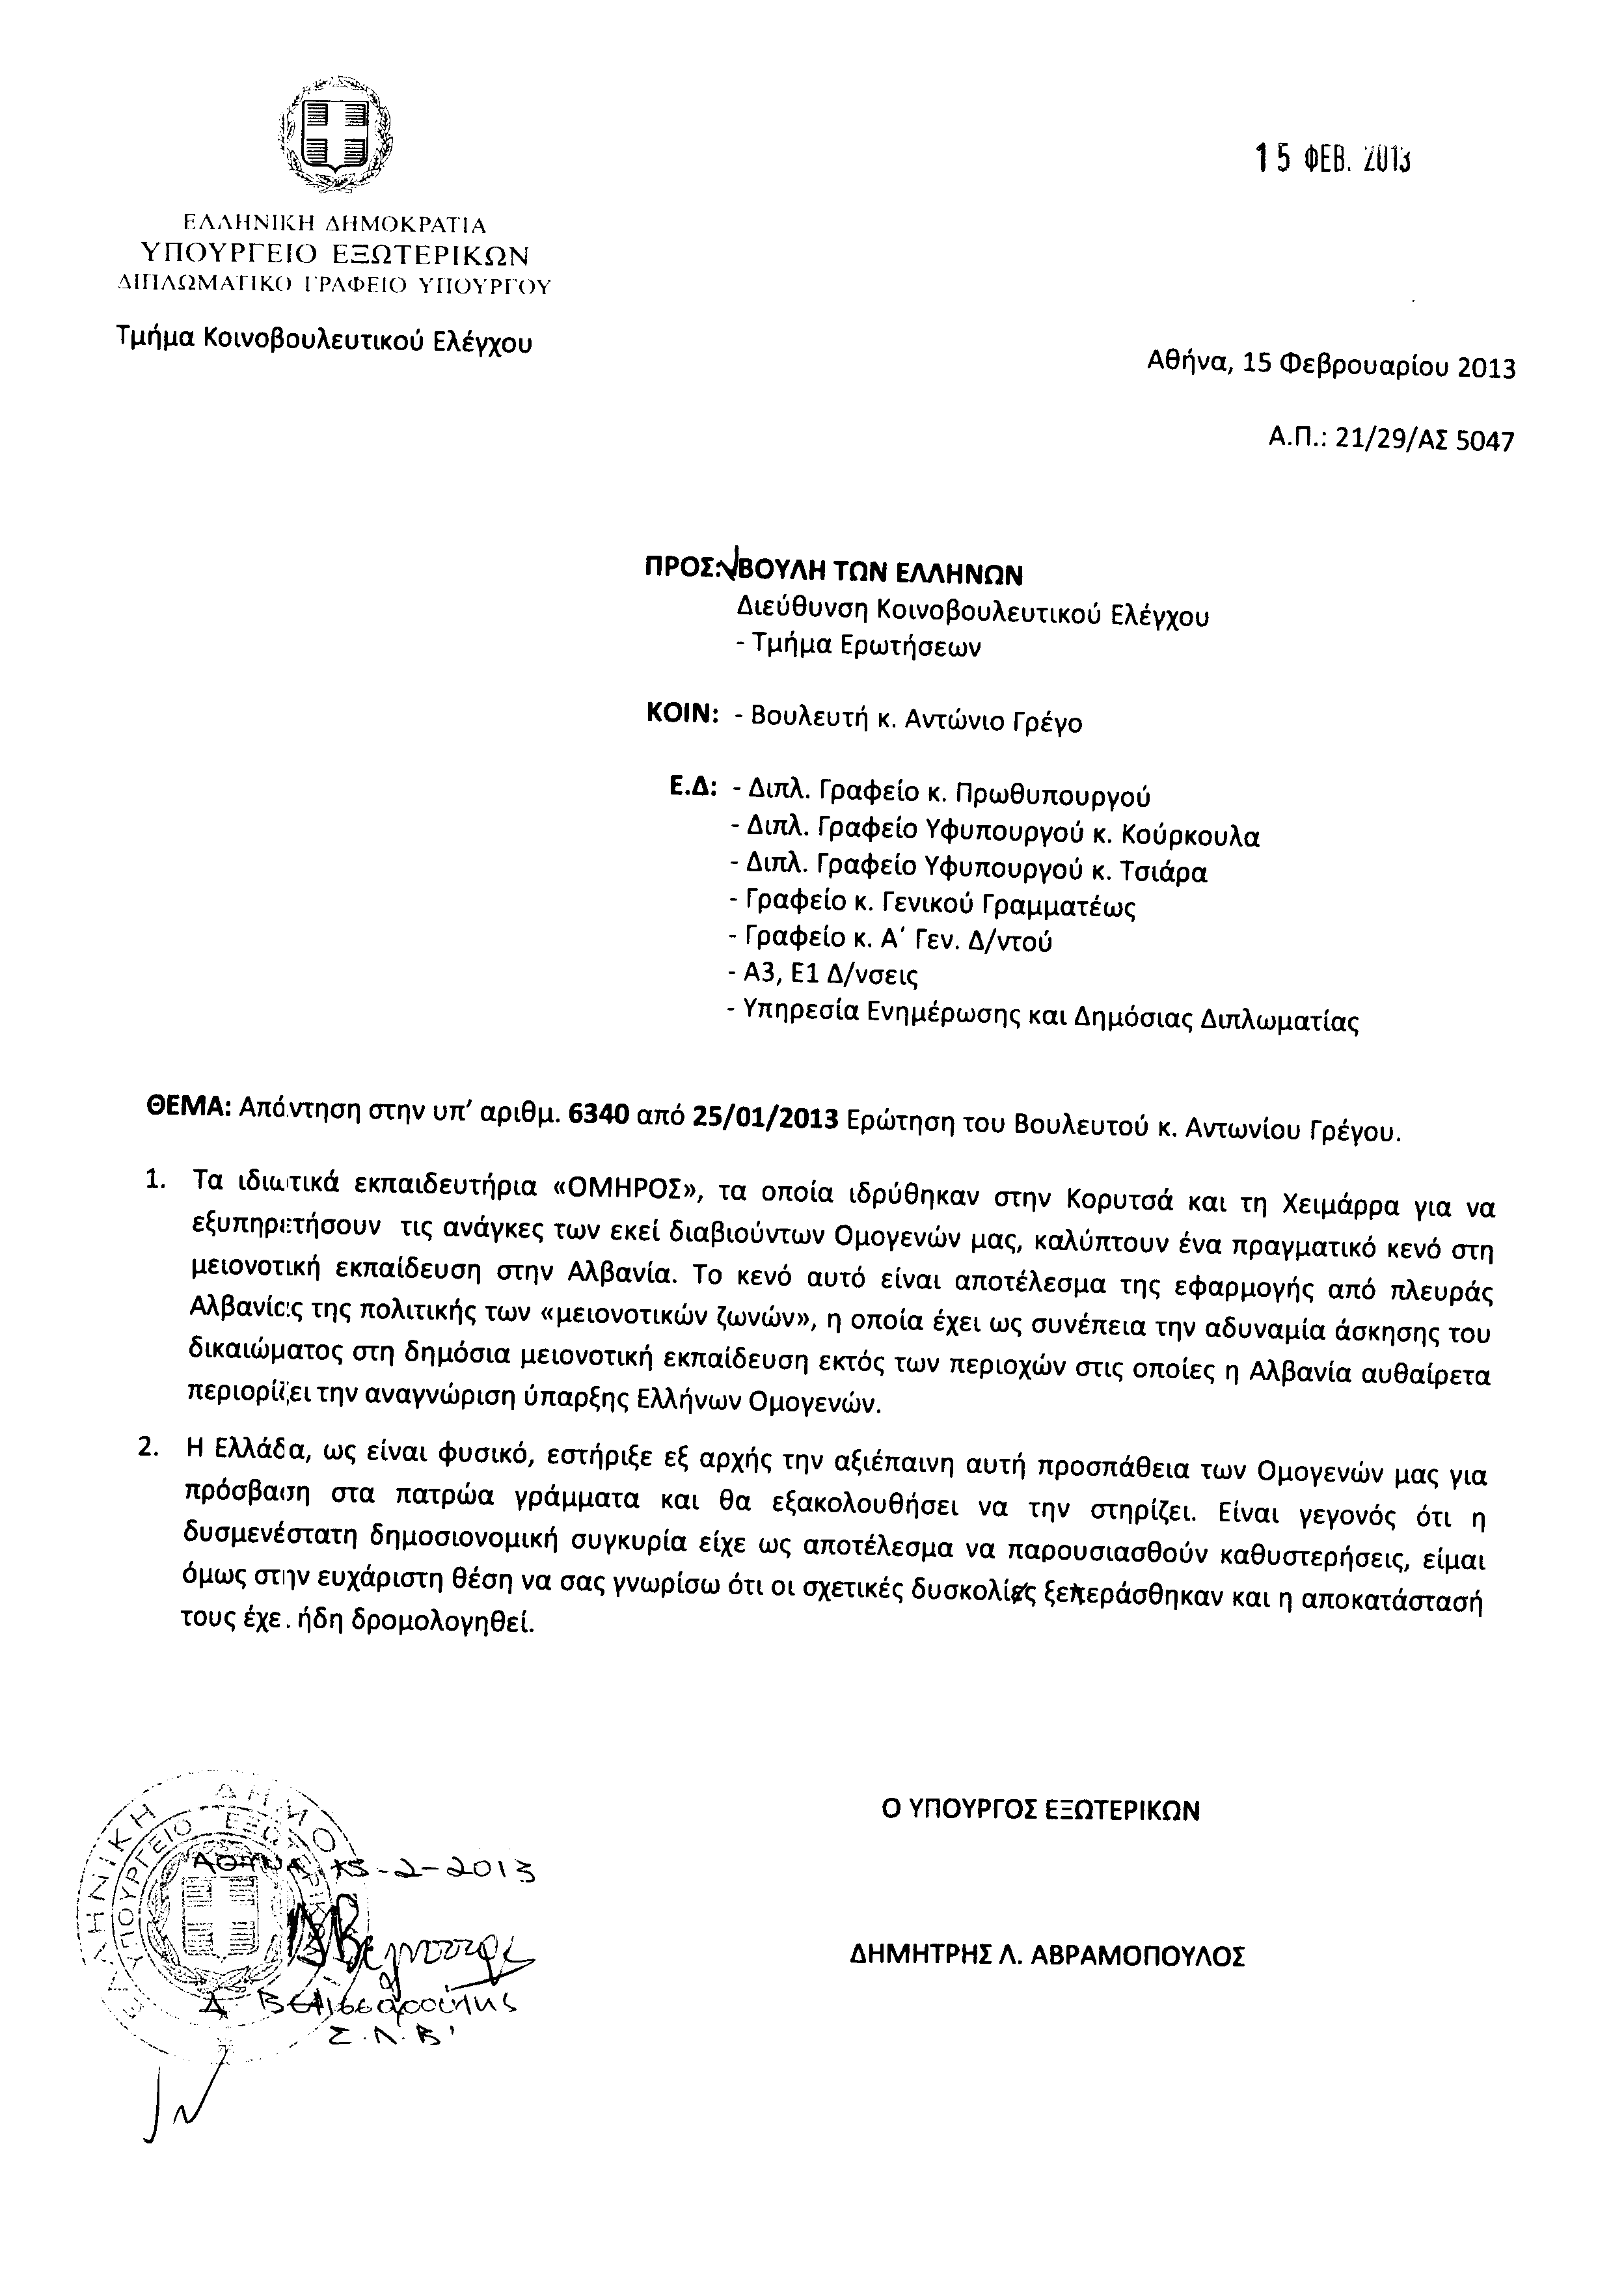 15 ΦΕΒ. 2013
ΕΛΛΗΝΙΚΗ ΔΗΜΟΚΡΑΤΙΑ
ΥΠΟΥΡΓΕΙΟ ΕΞΩΤΕΡΙΚΩΝ
ΔΙΠΛΩΜΑΤΙΚΟ ΓΡΑΦΕΙΟ ΥΠΟΥΡΓΟΥ
Τμήμα Κοινοβουλευτικού Ελέγχου
Αθήνα, 15 Φεβρουαρίου 2013
Α.Π.: 21/29/ΑΣ 5047
ΠΡΟΣ: ΒΟΥΛΗ ΤΩΝ ΕΛΛΗΝΩΝ
Διεύθυνση Κοινοβουλευτικού Ελέγχου
- Τμήμα Ερωτήσεων
ΚΟΙΝ: - Βουλευτή κ. Αντώνιο Γρέγο
Ε.Δ: - Διπλ. Γραφείο κ. Πρωθυπουργού
- Διπλ. Γραφείο Υφυπουργού κ. Κούρκουλα
- Διπλ. Γραφείο Υφυπουργού κ. Τσιάρα
- Γραφείο κ. Γενικού Γραμματέως
- Γραφείο κ. Α΄ Γεν. Δ/ντού
- Α3, Ε1 Δ/νσεις
- Υπηρεσία Ενημέρωσης και Δημόσιας Διπλωματίας
ΘΕΜΑ: Απάντηση στην υπ’ αριθμ. 6340 από 25/01/2013 Ερώτηση του Βουλευτού κ. Αντωνίου Γρέγου.
1. Τα ιδιωτικά εκπαιδευτήρια «ΟΜΗΡΟΣ», τα οποία ιδρύθηκαν στην Κορυτσά και τη Χειμάρρα για να
εξυπηρετήσουν τις ανάγκες των εκεί διαβιούντων Ομογενών μας, καλύπτουν ένα πραγματικό κενό στη
μειονοτική εκπαίδευση στην Αλβανία. Το κενό αυτό είναι αποτέλεσμα της εφαρμογής από πλευράς
Αλβανίας της πολιτικής των «μειονοτικών ζωνών», η οποία έχει ως συνέπεια την αδυναμία άσκησης του
δικαιώματος στη δημόσια μειονοτική εκπαίδευση εκτός των περιοχών στις οποίες η Αλβανία αυθαίρετα
περιορίζει την αναγνώριση ύπαρξης Ελλήνων Ομογενών.
2. Η Ελλάδα, ως είναι φυσικό, εστήριξε εξ αρχής την αξιέπαινη αυτή προσπάθεια των Ομογενών μας για
πρόσβαση στα πατρώα γράμματα και θα εξακολουθήσει να την στηρίζει. Είναι γεγονός ότι η
δυσμενέστατη δημοσιονομική συγκυρία είχε ως αποτέλεσμα να παρουσιασθούν καθυστερήσεις, είμαι
όμως στην ευχάριστη θέση να σας γνωρίσω ότι οι σχετικές δυσκολίες ξεπεράσθηκαν και η αποκατάστασή
τους έχει ήδη δρομολογηθεί.
Ο ΥΠΟΥΡΓΟΣ ΕΞΩΤΕΡΙΚΩΝ
ΔΗΜΗΤΡΗΣ Λ. ΑΒΡΑΜΟΠΟΥΛΟΣ
ΕΛΛΗΝΙΚΗ ΔΗΜΟ
ΥΠΟΥΡΓΕΙΟ ΕΞΩΤΕΡΙΚΩΝ
ΑΘΗΝΑ 15-2-2013
Δ. Βελισσαρούλης
Σ.Λ.Β'